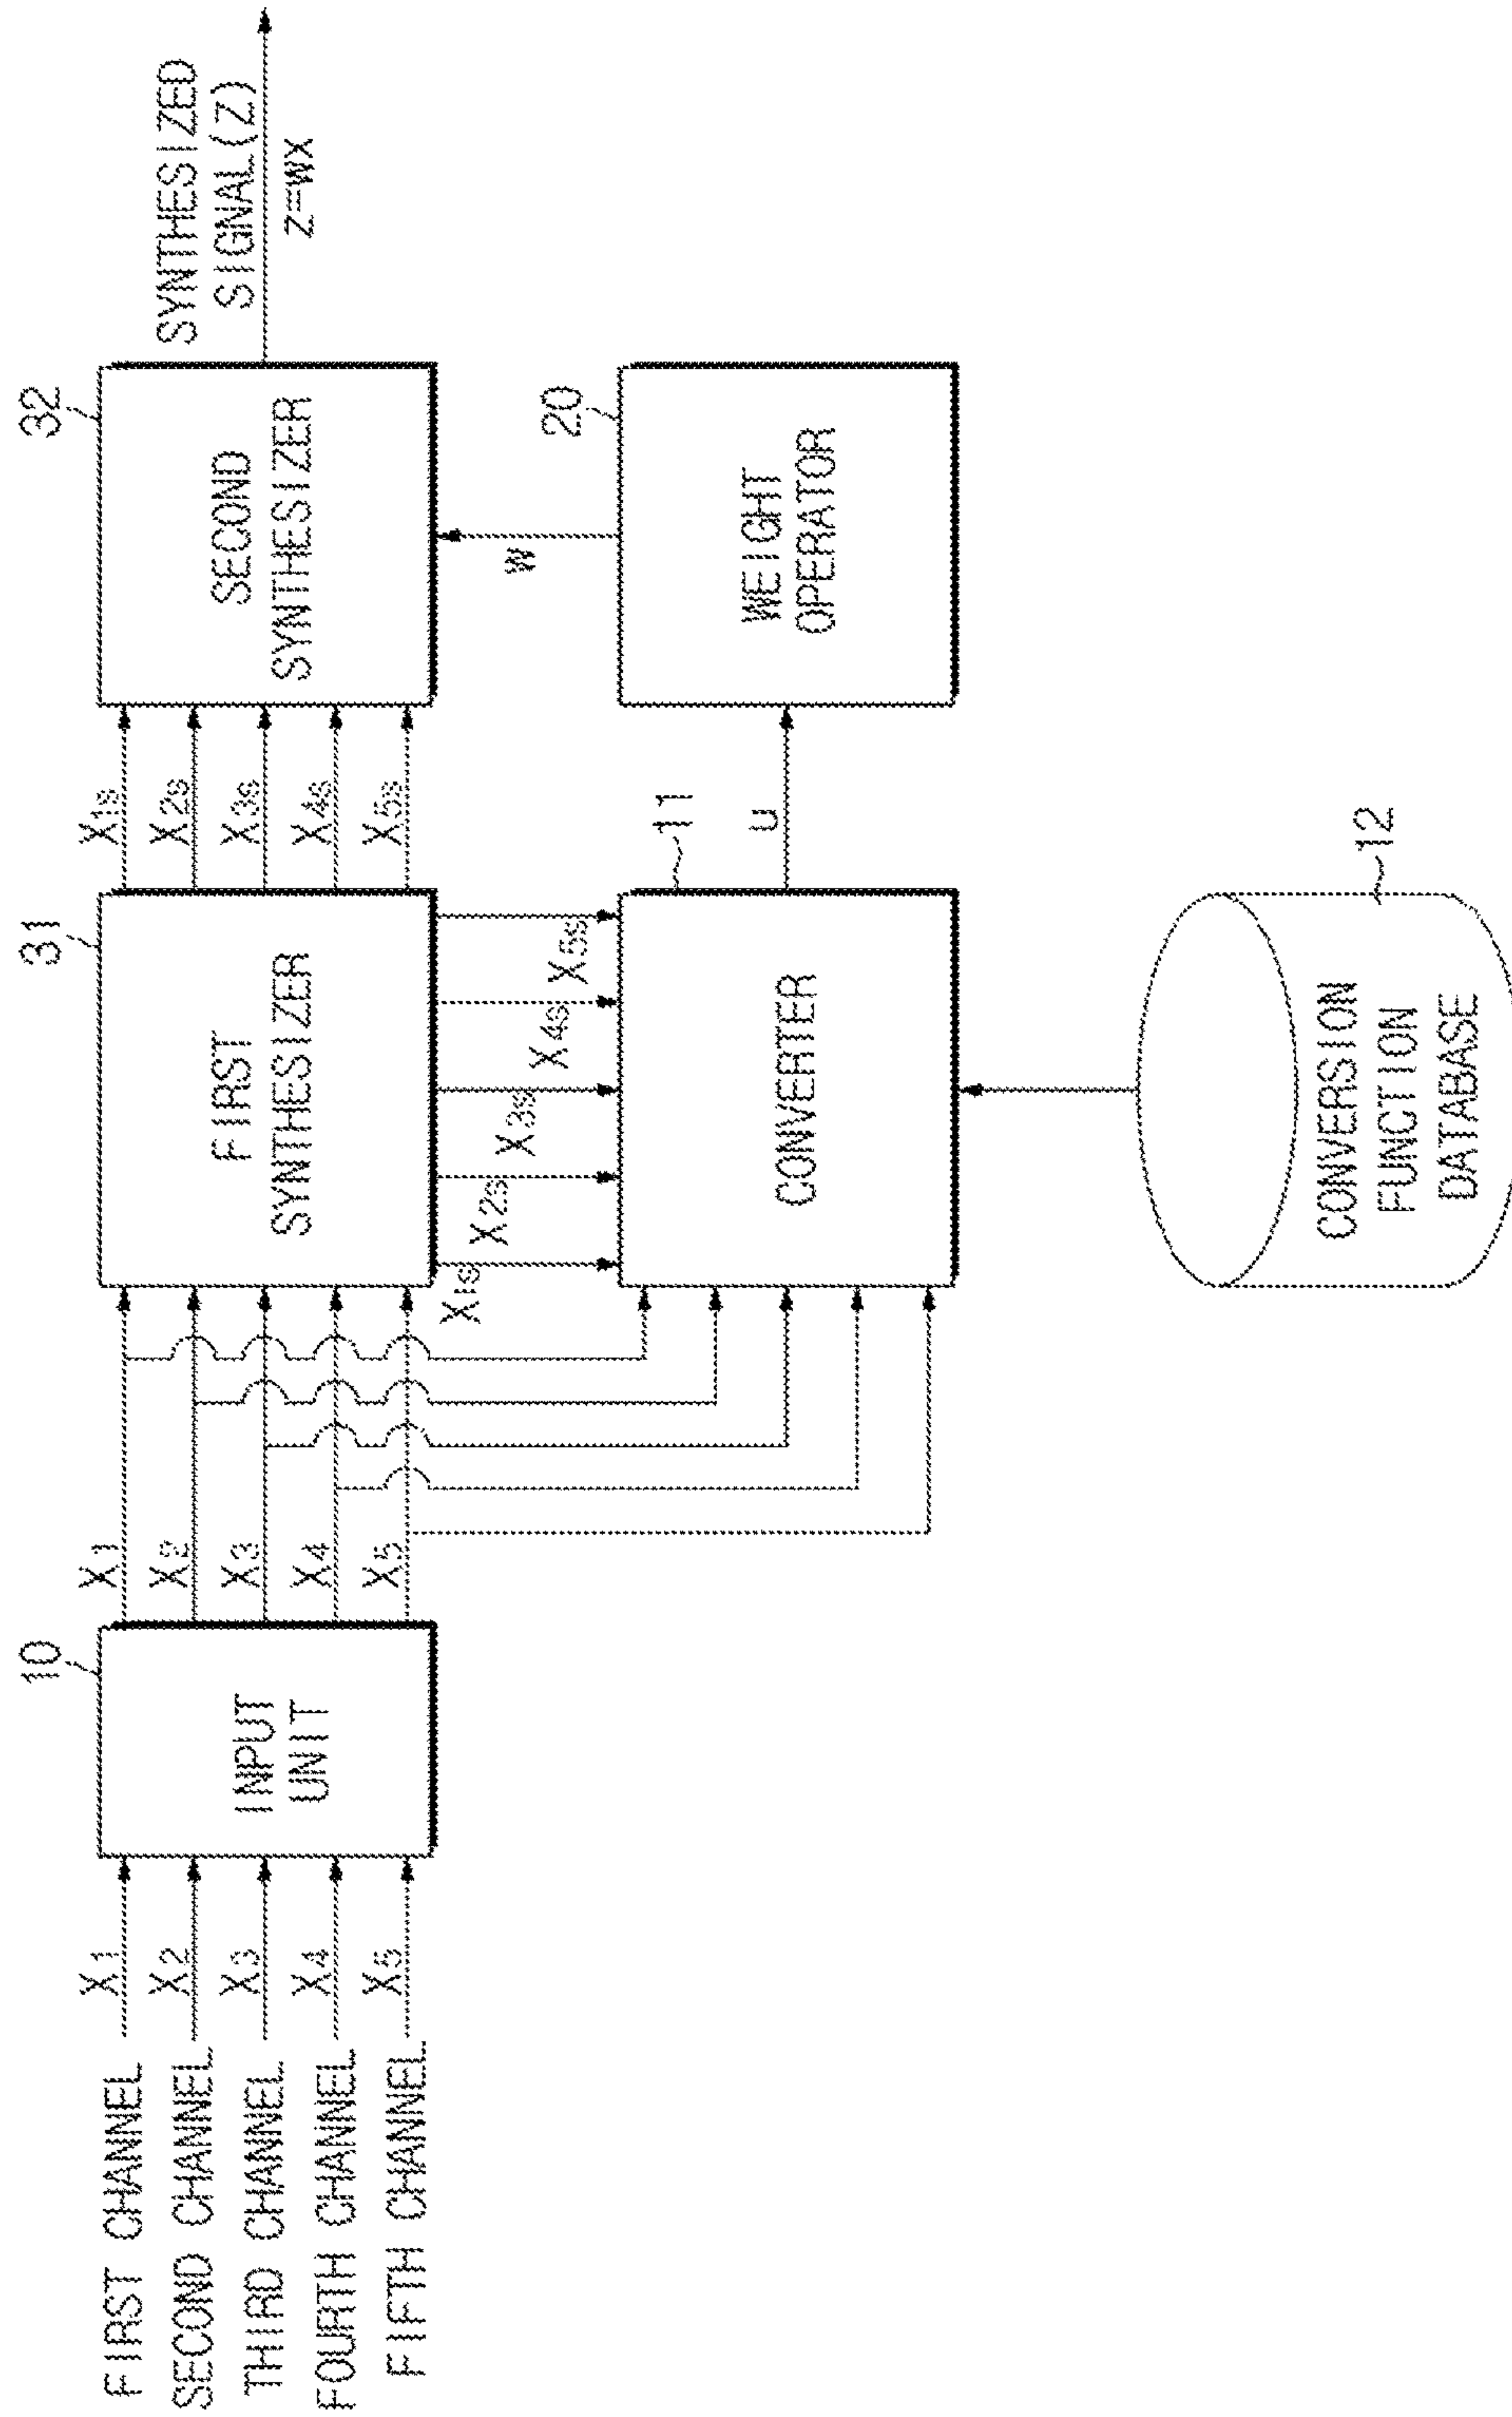 FIRST CHANNEL
SECOND CHANNEL
THIRD CHANNEL
FOURTH CHANNEL
FIFTH CHANNEL
X1
X2
X3
X4
X5
10
INPUT
UNIT
X1
X2
X3
X4
X5
31
FIRST
SYNTHESIZER
X1s
X2s
X3s
X4s
X5s
X1s
X2s
X3s
X4s
X5s
32
SECOND
SYNTHESIZER
SYNTHESIZED
SIGNAL(Z)
Z=WX
W
11
CONVERTER
u
20
WEIGHT
OPERATOR
12
CONVERSION
FUNCTION
DATABASE